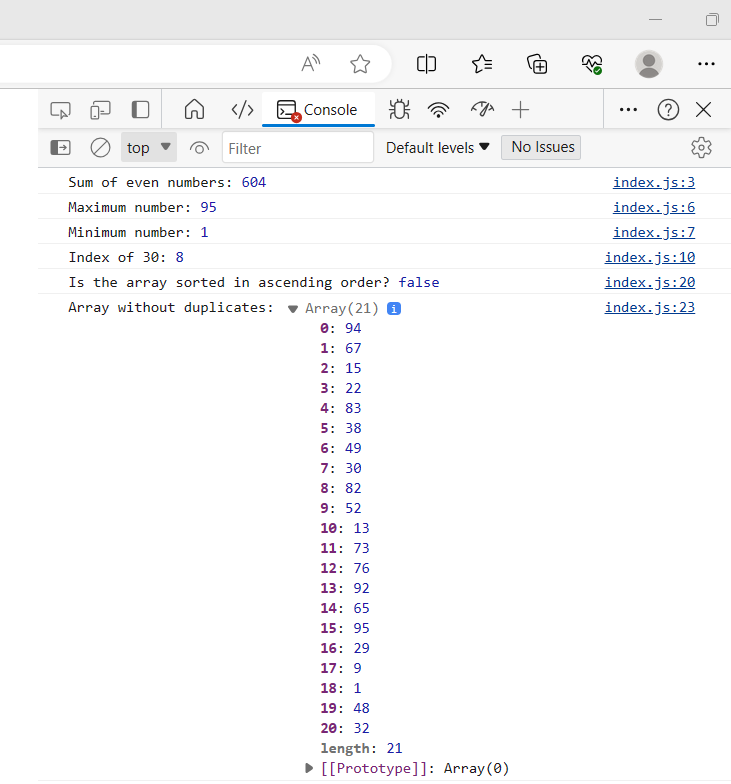 Console
top
Filter
Default levels
No Issues
Sum of even numbers: 604 index.js:3
Maximum number: 95 index.js:6
Minimum number: 1 index.js:7
Index of 30: 8 index.js:10
Is the array sorted in ascending order? false index.js:20
Array without duplicates: Array(21) i index.js:23
0: 94
1: 67
2: 15
3: 22
4: 83
5: 38
6: 49
7: 30
8: 82
9: 52
10: 13
11: 73
12: 76
13: 92
14: 65
15: 95
16: 29
17: 9
18: 1
19: 48
20: 32
length: 21
[[Prototype]]: Array(0)